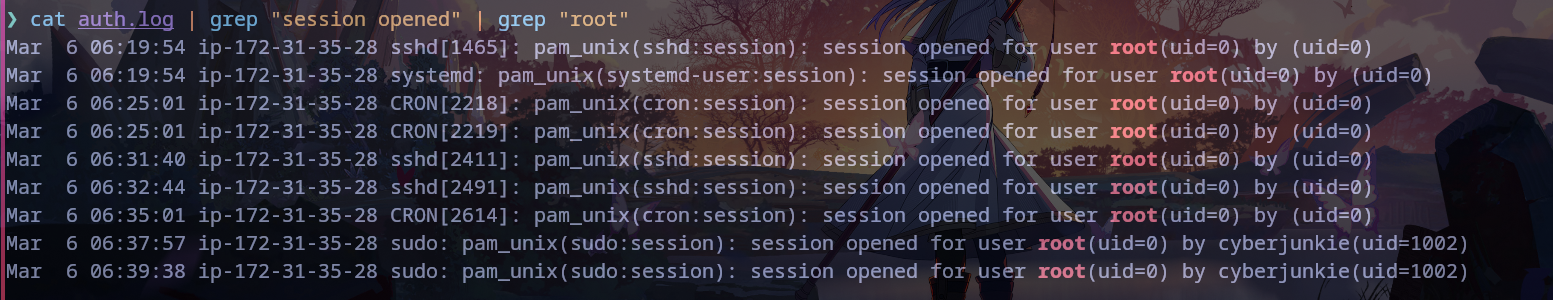 ❯ cat auth.log | grep "session opened" | grep "root"
Mar  6 06:19:54 ip-172-31-35-28 sshd[1465]: pam_unix(sshd:session): session opened for user root(uid=0) by (uid=0)
Mar  6 06:19:54 ip-172-31-35-28 systemd: pam_unix(systemd-user:session): session opened for user root(uid=0) by (uid=0)
Mar  6 06:25:01 ip-172-31-35-28 CRON[2218]: pam_unix(cron:session): session opened for user root(uid=0) by (uid=0)
Mar  6 06:25:01 ip-172-31-35-28 CRON[2219]: pam_unix(cron:session): session opened for user root(uid=0) by (uid=0)
Mar  6 06:31:40 ip-172-31-35-28 sshd[2411]: pam_unix(sshd:session): session opened for user root(uid=0) by (uid=0)
Mar  6 06:32:44 ip-172-31-35-28 sshd[2491]: pam_unix(sshd:session): session opened for user root(uid=0) by (uid=0)
Mar  6 06:35:01 ip-172-31-35-28 CRON[2614]: pam_unix(cron:session): session opened for user root(uid=0) by (uid=0)
Mar  6 06:37:57 ip-172-31-35-28 sudo: pam_unix(sudo:session): session opened for user root(uid=0) by cyberjunkie(uid=1002)
Mar  6 06:39:38 ip-172-31-35-28 sudo: pam_unix(sudo:session): session opened for user root(uid=0) by cyberjunkie(uid=1002)